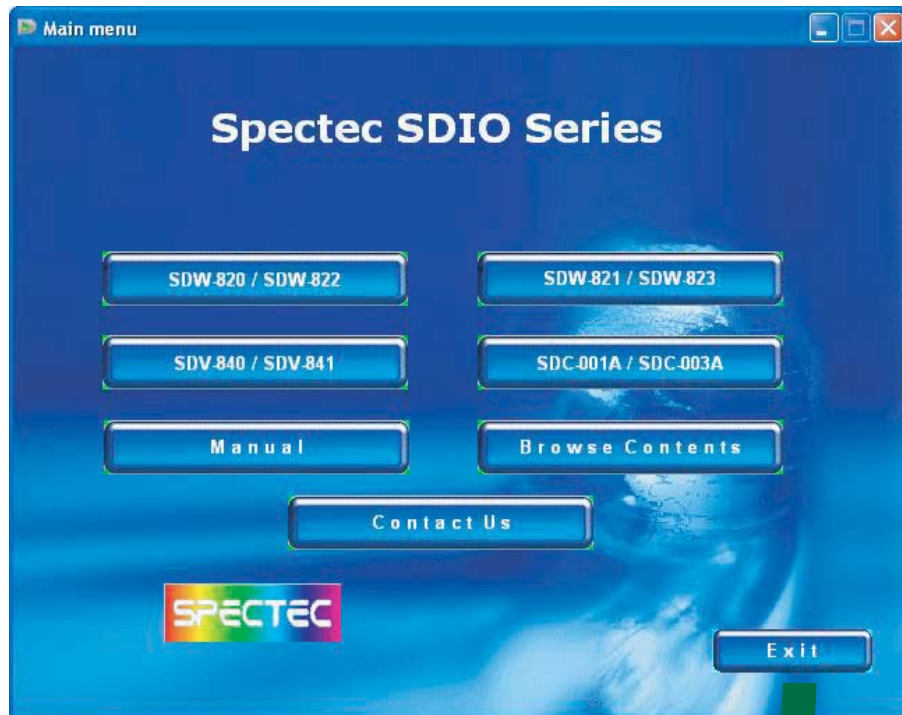 Main menu
Spectec SDIO Series
SDW-820 / SDW-822
SDW-821 / SDW-823
SDV-840 / SDV-841
SDC-001A / SDC-003A
Manual
Browse Contents
Contact Us
SPECTEC
Exit